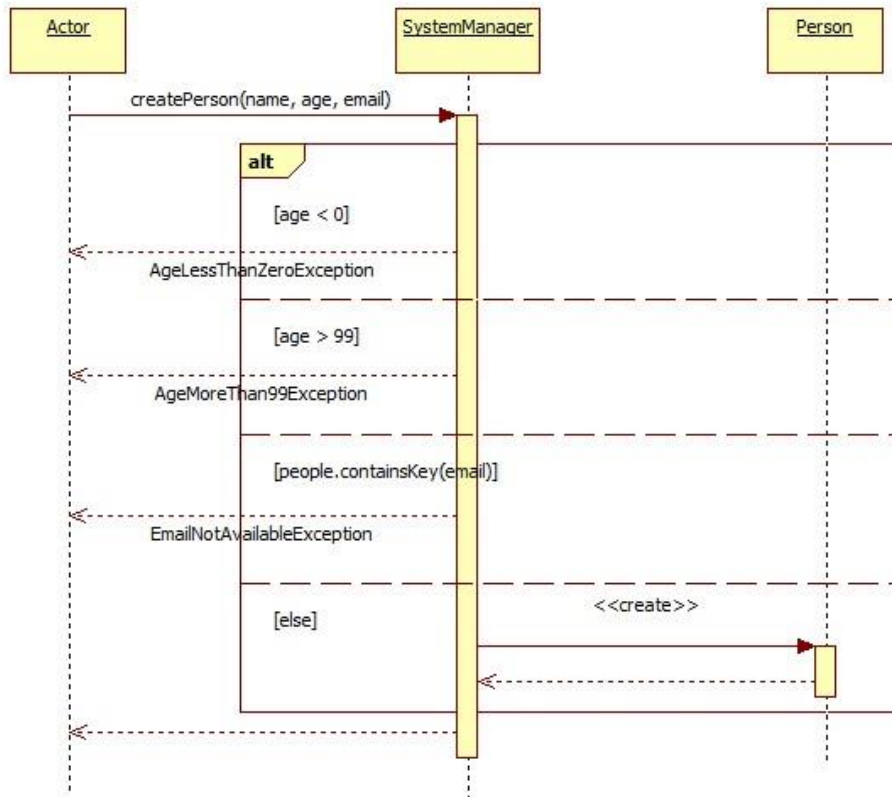 Actor
SystemManager
Person
createPerson(name, age, email)
alt
[age < 0]
AgeLessThanZeroException
[age > 99]
AgeMoreThan99Exception
[people.containsKey(email)]
EmailNotAvailableException
<<create>>
[else]